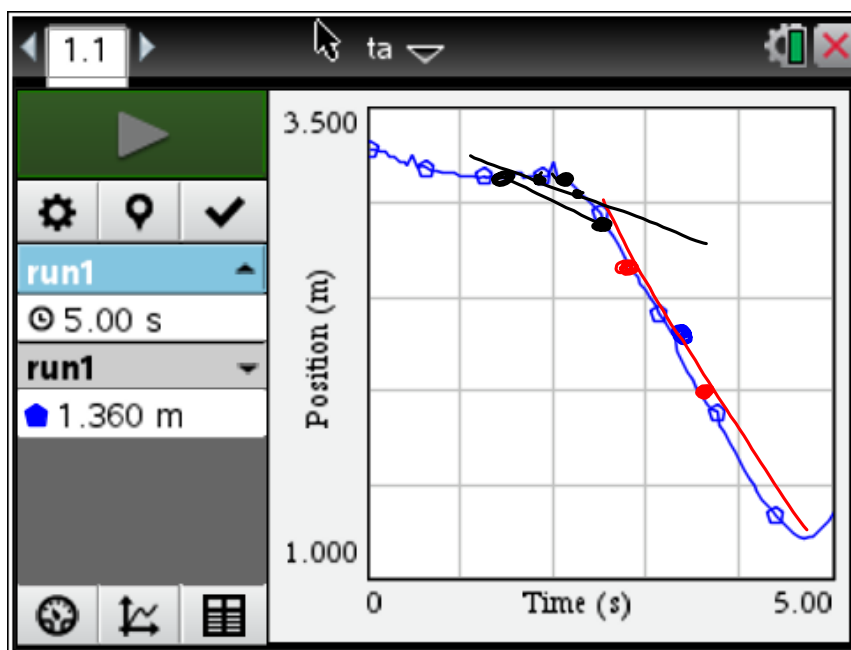 1.1
ta
3.500
run1
5.00 s
run1
1.360 m
Position (m)
1.000
0
Time (s)
5.00